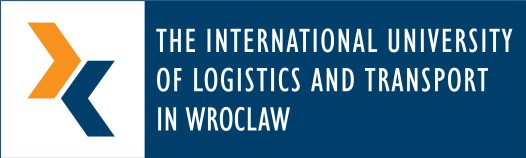 THE INTERNATIONAL UNIVERSITY
OF LOGISTICS AND TRANSPORT
IN WROCLAW